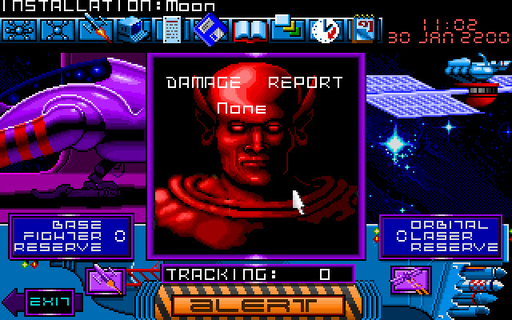 INSTALLATION:Moon
11:02
30 JAN 2200
DAMAGE REPORT
None
BASE
FIGHTER 0
RESERVE
ORBITAL
0 LASER
RESERVE
TRACKING: 0
EXIT
ALERT